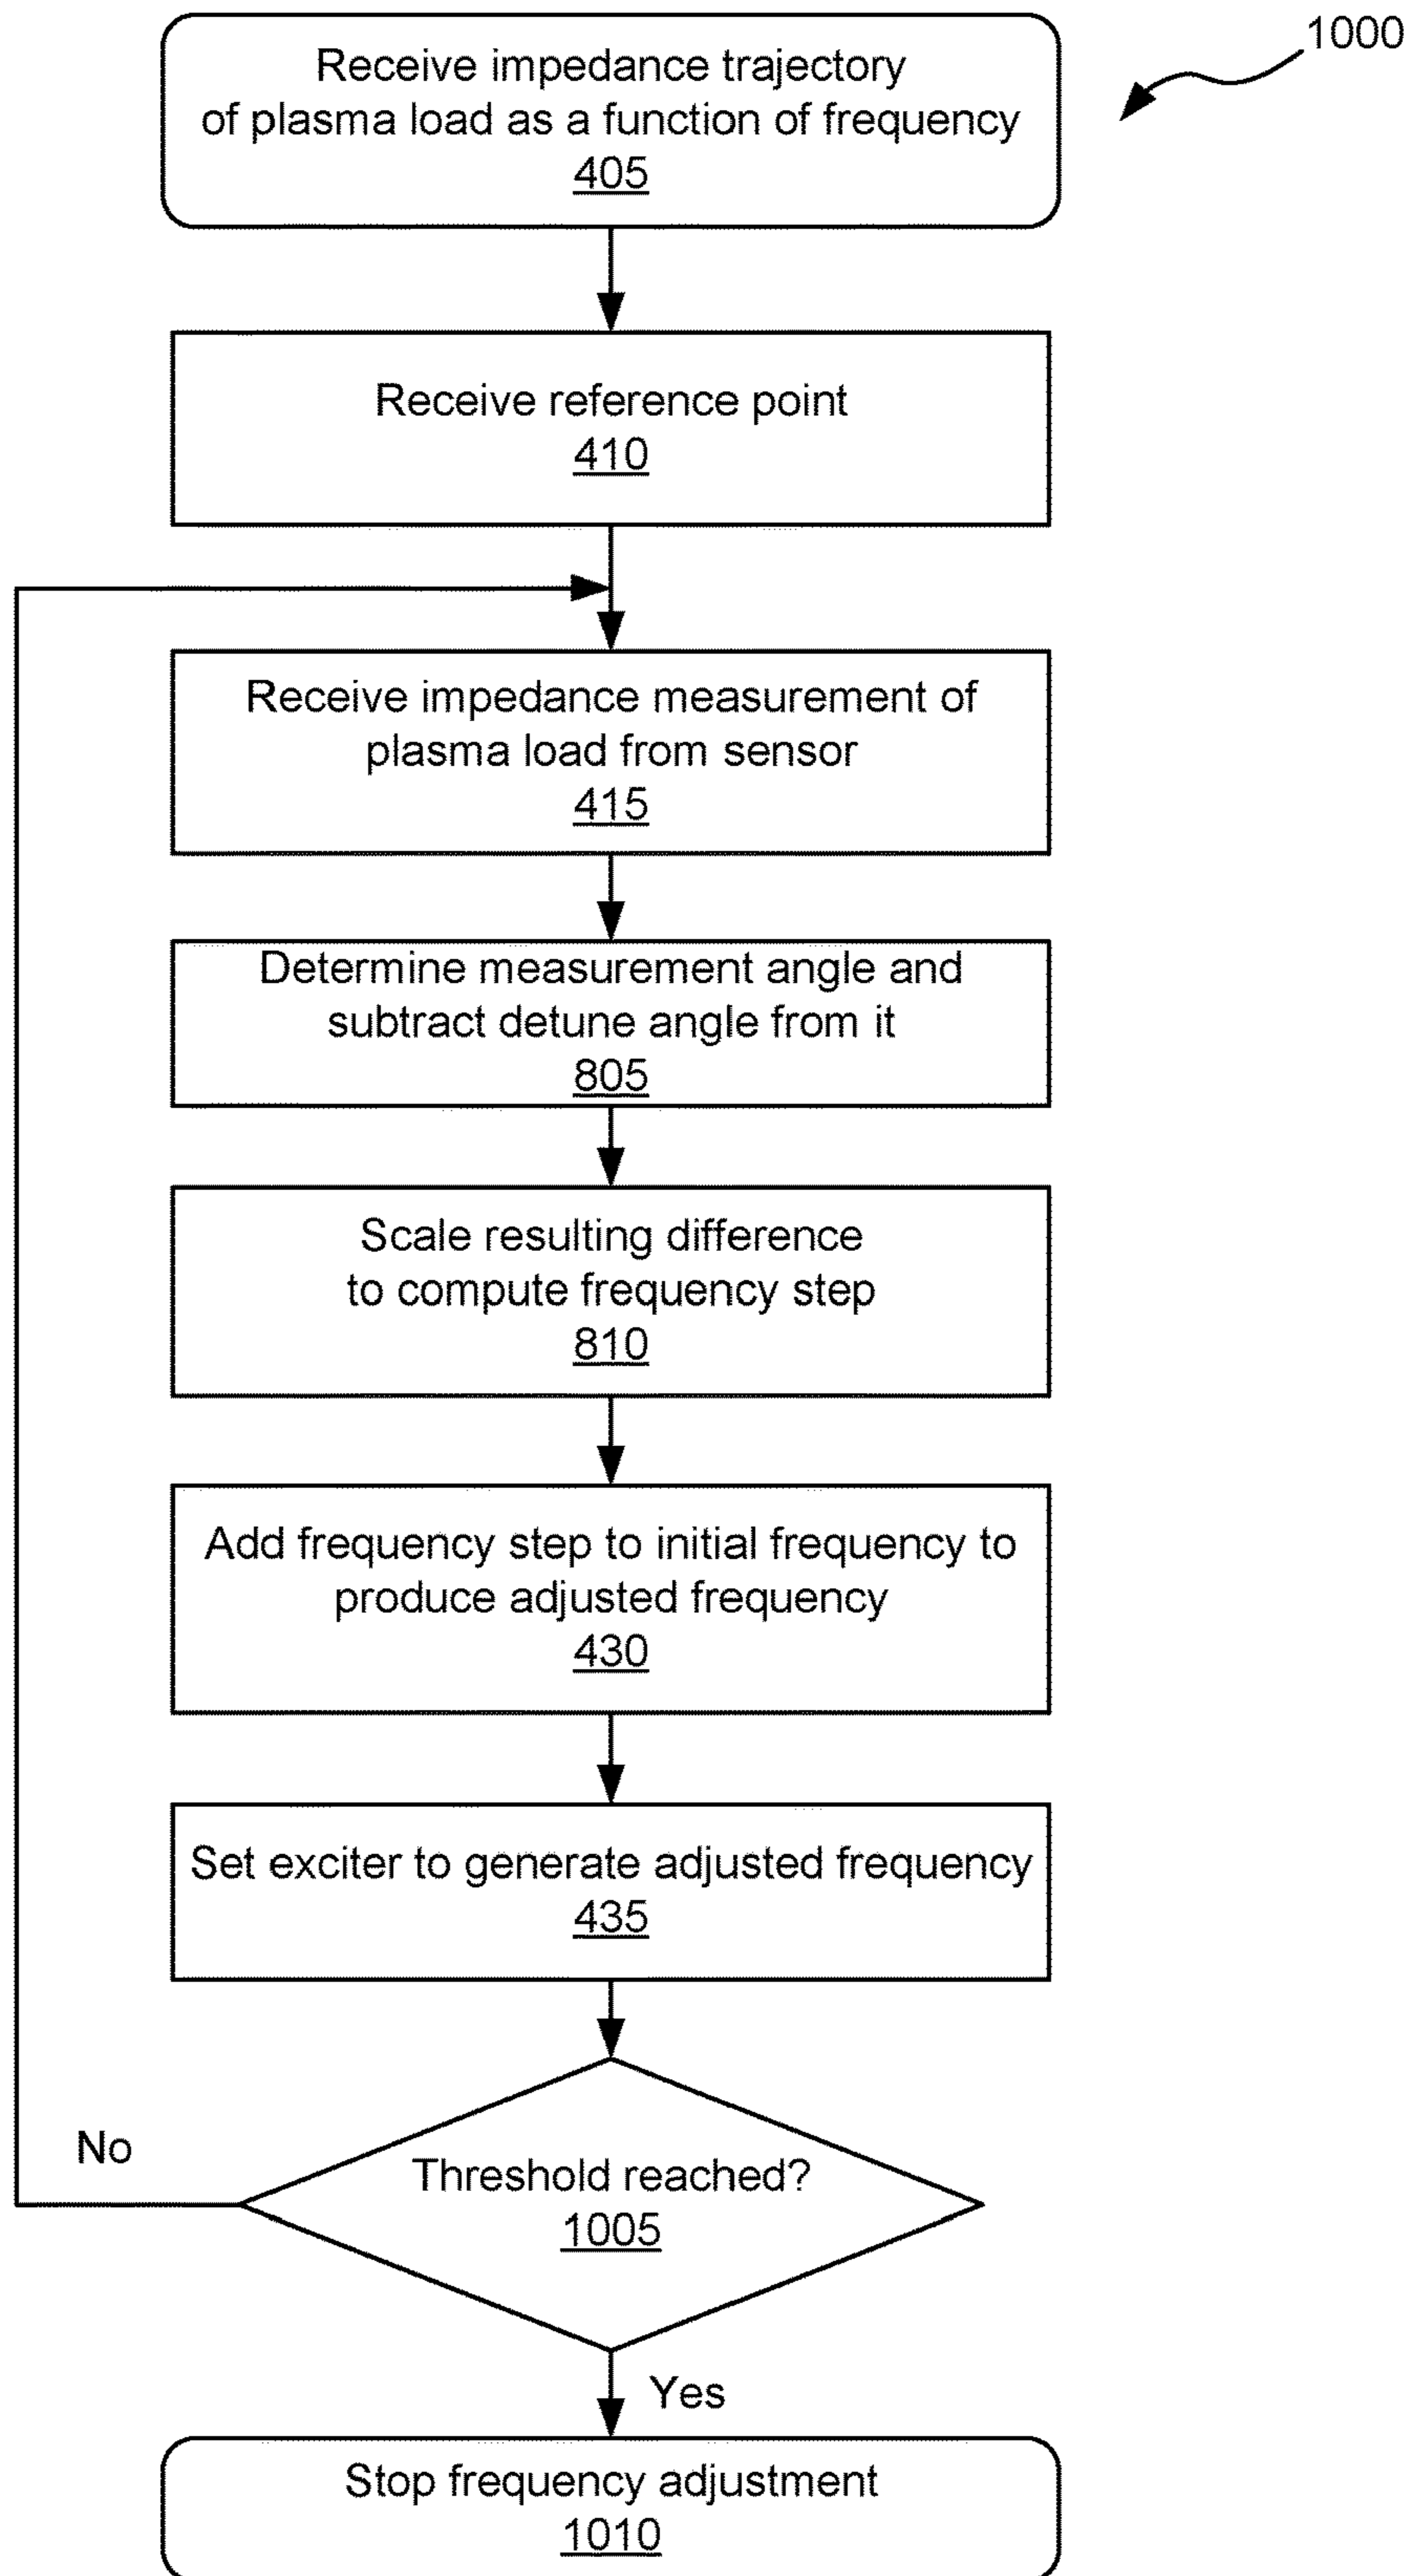 1000
Receive impedance trajectory
of plasma load as a function of frequency
405
Receive reference point
410
Receive impedance measurement of
plasma load from sensor
415
Determine measurement angle and
subtract detune angle from it
805
Scale resulting difference
to compute frequency step
810
Add frequency step to initial frequency to
produce adjusted frequency
430
Set exciter to generate adjusted frequency
435
No
Threshold reached?
1005
Yes
Stop frequency adjustment
1010